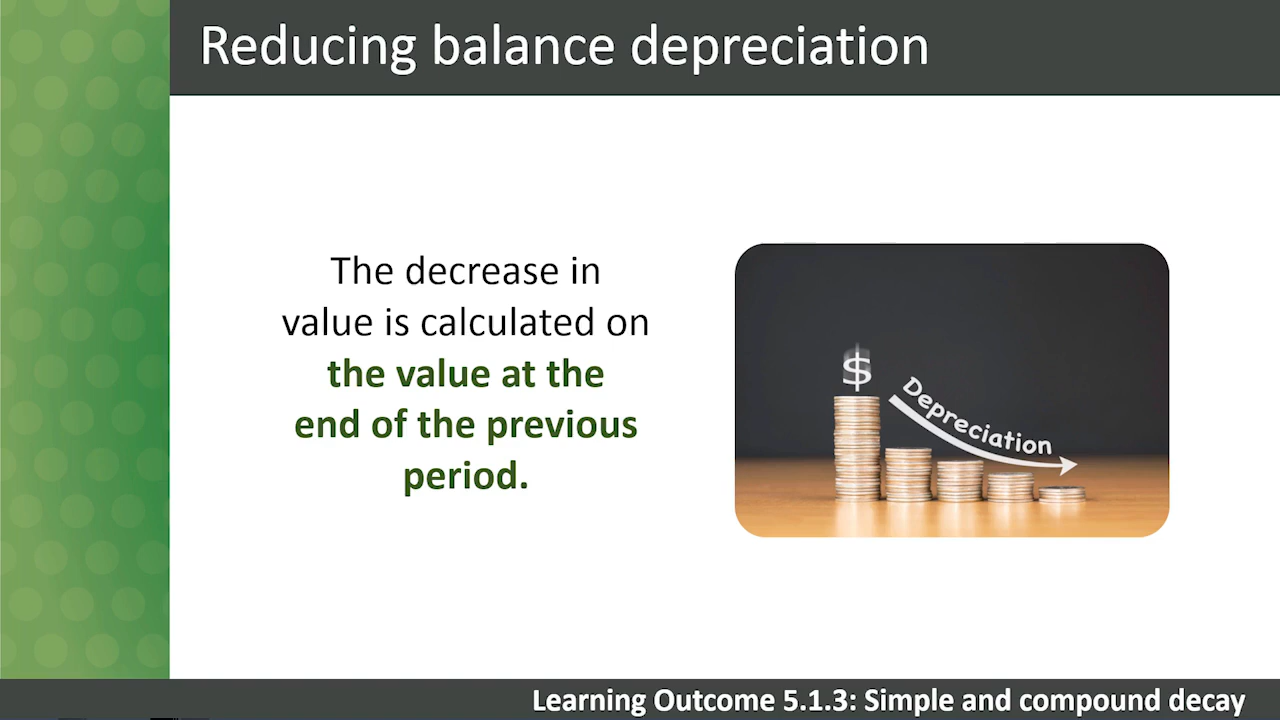 Reducing balance depreciation
The decrease in
value is calculated on
the value at the
end of the previous
period.
$
Depreciation
Learning Outcome 5.1.3: Simple and compound decay